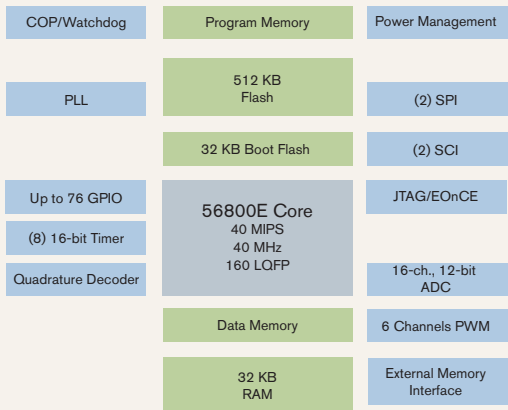 COP/Watchdog
Program Memory
Power Management
PLL
512 KB
Flash
(2) SPI
32 KB Boot Flash
(2) SCI
Up to 76 GPIO
56800E Core
40 MIPS
40 MHz
160 LQFP
JTAG/EOnCE
(8) 16-bit Timer
Quadrature Decoder
16-ch., 12-bit
ADC
Data Memory
6 Channels PWM
32 KB
RAM
External Memory
Interface